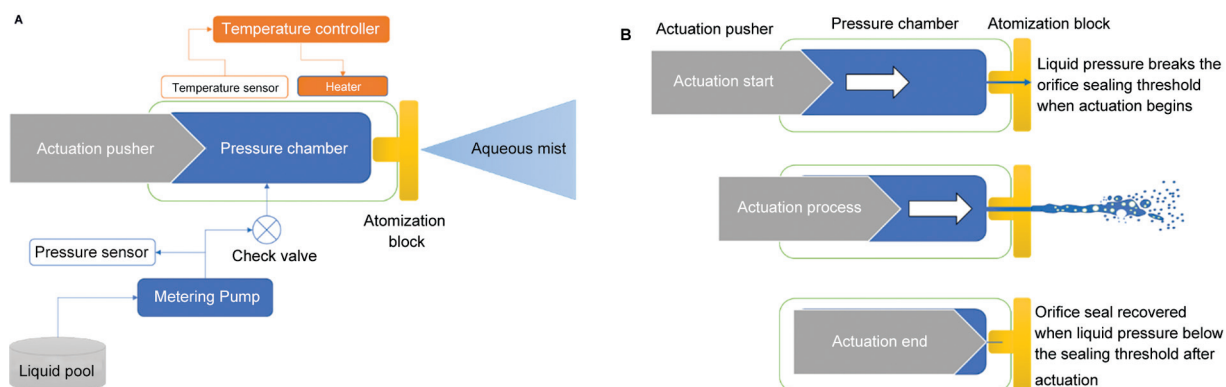 A
Temperature controller
Temperature sensor
Heater
Actuation pusher
Pressure chamber
Aqueous mist
Atomization
block
Pressure sensor
Check valve
Metering Pump
Liquid pool
B
Actuation pusher
Pressure chamber
Atomization block
Actuation start
Liquid pressure breaks the
orifice sealing threshold
when actuation begins
Actuation process
Actuation end
Orifice seal recovered
when liquid pressure below
the sealing threshold after
actuation